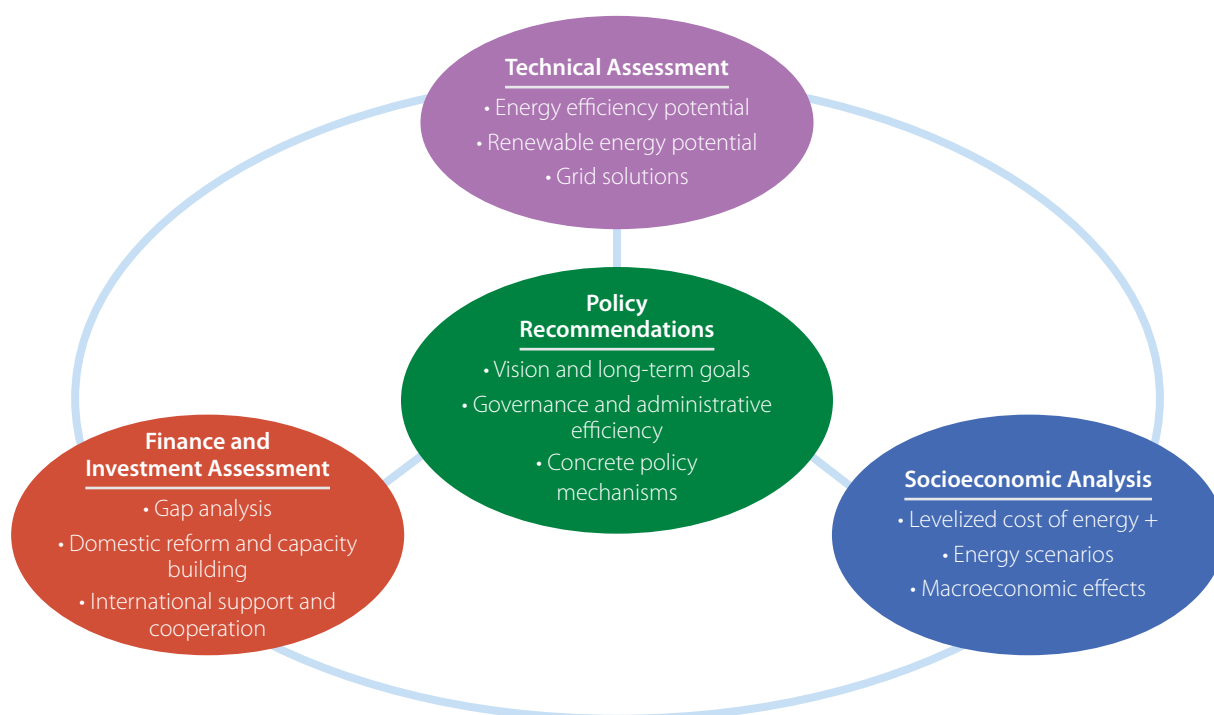 Technical Assessment
• Energy efficiency potential
• Renewable energy potential
• Grid solutions
Policy
Recommendations
• Vision and long-term goals
• Governance and administrative
efficiency
• Concrete policy
mechanisms
Finance and
Investment Assessment
• Gap analysis
• Domestic reform and capacity
building
• International support and
cooperation
Socioeconomic Analysis
• Levelized cost of energy +
• Energy scenarios
• Macroeconomic effects